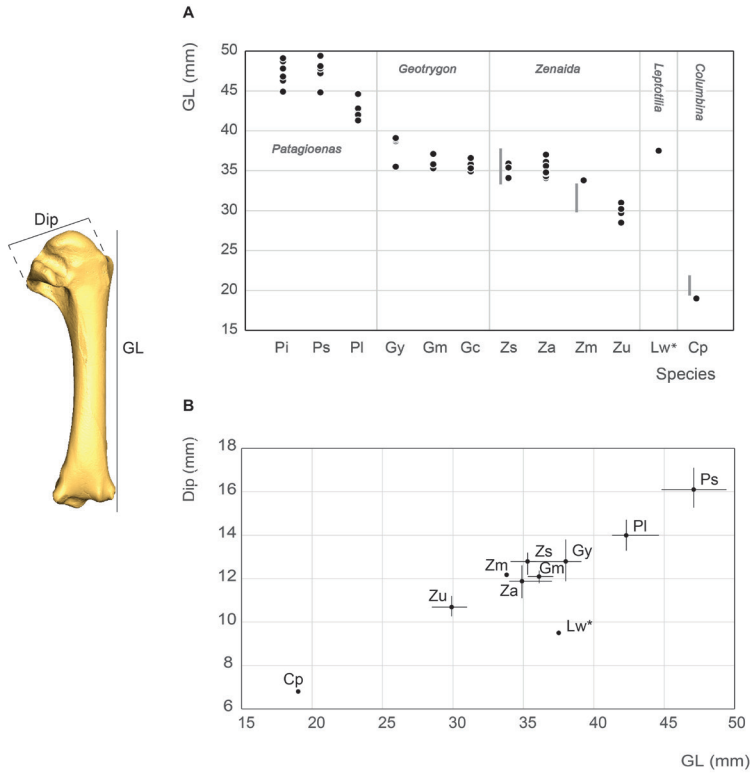 A
GL (mm)
50
45
40
35
30
25
20
15
Patagioenas
Geotrygon
Zenaida
Leptotilia
Columbina
Pi Ps Pl Gy Gm Gc Zs Za Zm Zu Lw* Cp
Species
Dip
GL
B
Dip (mm)
18
16
14
12
10
8
6
Ps
Pl
Zs Gy
Zm Gm
Za
Zu
Lw*
Cp
15 20 25 30 35 40 45 50
GL (mm)